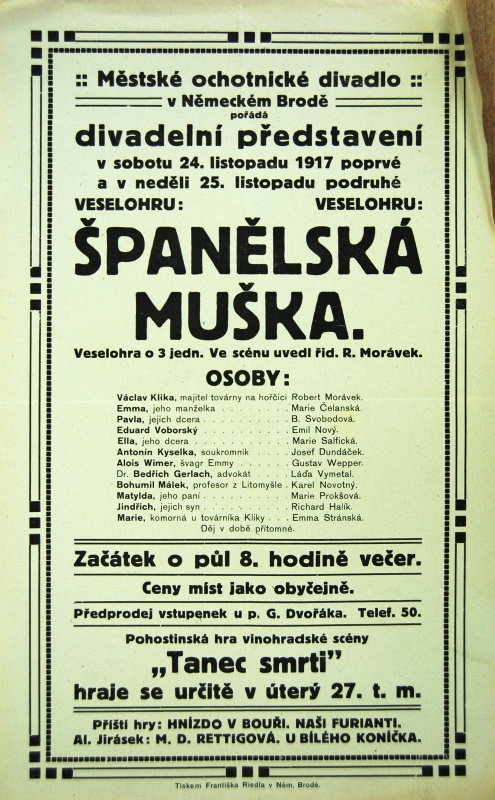 :: Městské ochotnické divadlo ::
v Německém Brodě
pořádá
divadelní představení
v sobotu 24. listopadu 1917 poprvé
a v neděli 25. listopadu podruhé
VESELOHRU: VESELOHRU:
ŠPANĚLSKÁ
MUŠKA.
Veselohra o 3 jedn. Ve scénu uvedl řid. R. Morávek.
OSOBY:
Václav Klika, majitel továrny na hořčici Robert Morávek.
Emma, jeho manželka . . . . . . . . . Marie Čelanská.
Pavla, jejich dcera . . . . . . . . . . B. Svobodová.
Eduard Voborský . . . . . . . . . . Emil Nový.
Ella, jeho dcera . . . . . . . . . . . Marie Salfická.
Antonín Kyselka, soukromník . . . . Josef Dundáček.
Alois Wimer, švagr Emmy . . . . . . Gustav Wepper.
Dr. Bedřich Gerlach, advokát . . . . Láďa Vymetal.
Bohumil Málek, profesor z Litomyšle . Karel Novotný.
Matylda, jeho paní . . . . . . . . . . Marie Prokšová.
Jindřich, jejich syn . . . . . . . . . . Richard Halík.
Marie, komorná u továrníka Kliky . . . Emma Stránská.
Děj v době přítomné.
Začátek o půl 8. hodině večer.
Ceny míst jako obyčejně.
Předprodej vstupenek u p. G. Dvořáka. Telef. 50.
Pohostinská hra vinohradské scény
„Tanec smrti”
hraje se určitě v úterý 27. t. m.
Příští hry: HNÍZDO V BOUŘI. NAŠI FURIANTI.
Al. Jirásek: M. D. RETTIGOVÁ. U BÍLÉHO KONÍČKA.
Tiskem Františka Riedla v Něm. Brodě.